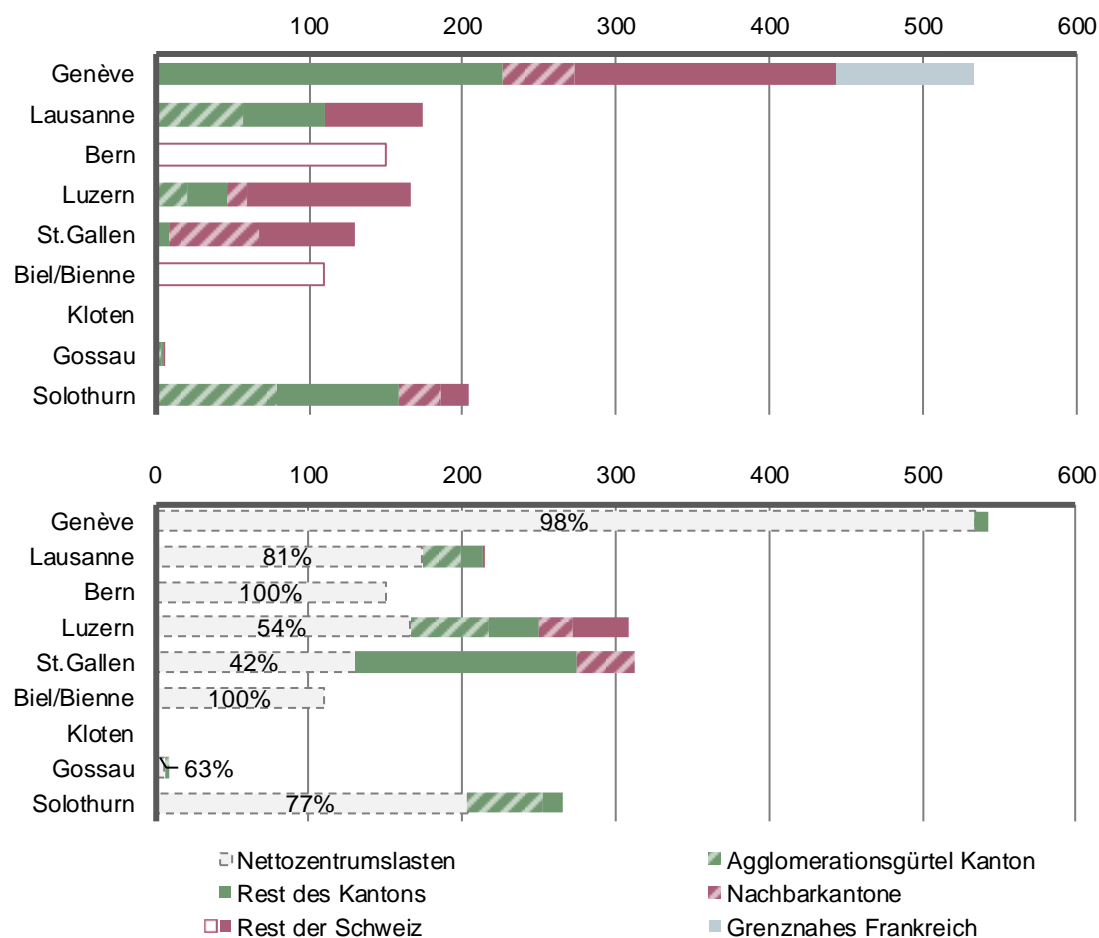 100 200 300 400 500 600
Genève
Lausanne
Bern
Luzern
St.Gallen
Biel/Bienne
Kloten
Gossau
Solothurn
0 100 200 300 400 500 600
Genève 98%
Lausanne 81%
Bern 100%
Luzern 54%
St.Gallen 42%
Biel/Bienne 100%
Kloten
Gossau 63%
Solothurn 77%
Nettozentrumslasten Agglomerationsgürtel Kanton
Rest des Kantons Nachbarkantone
Rest der Schweiz Grenznahes Frankreich